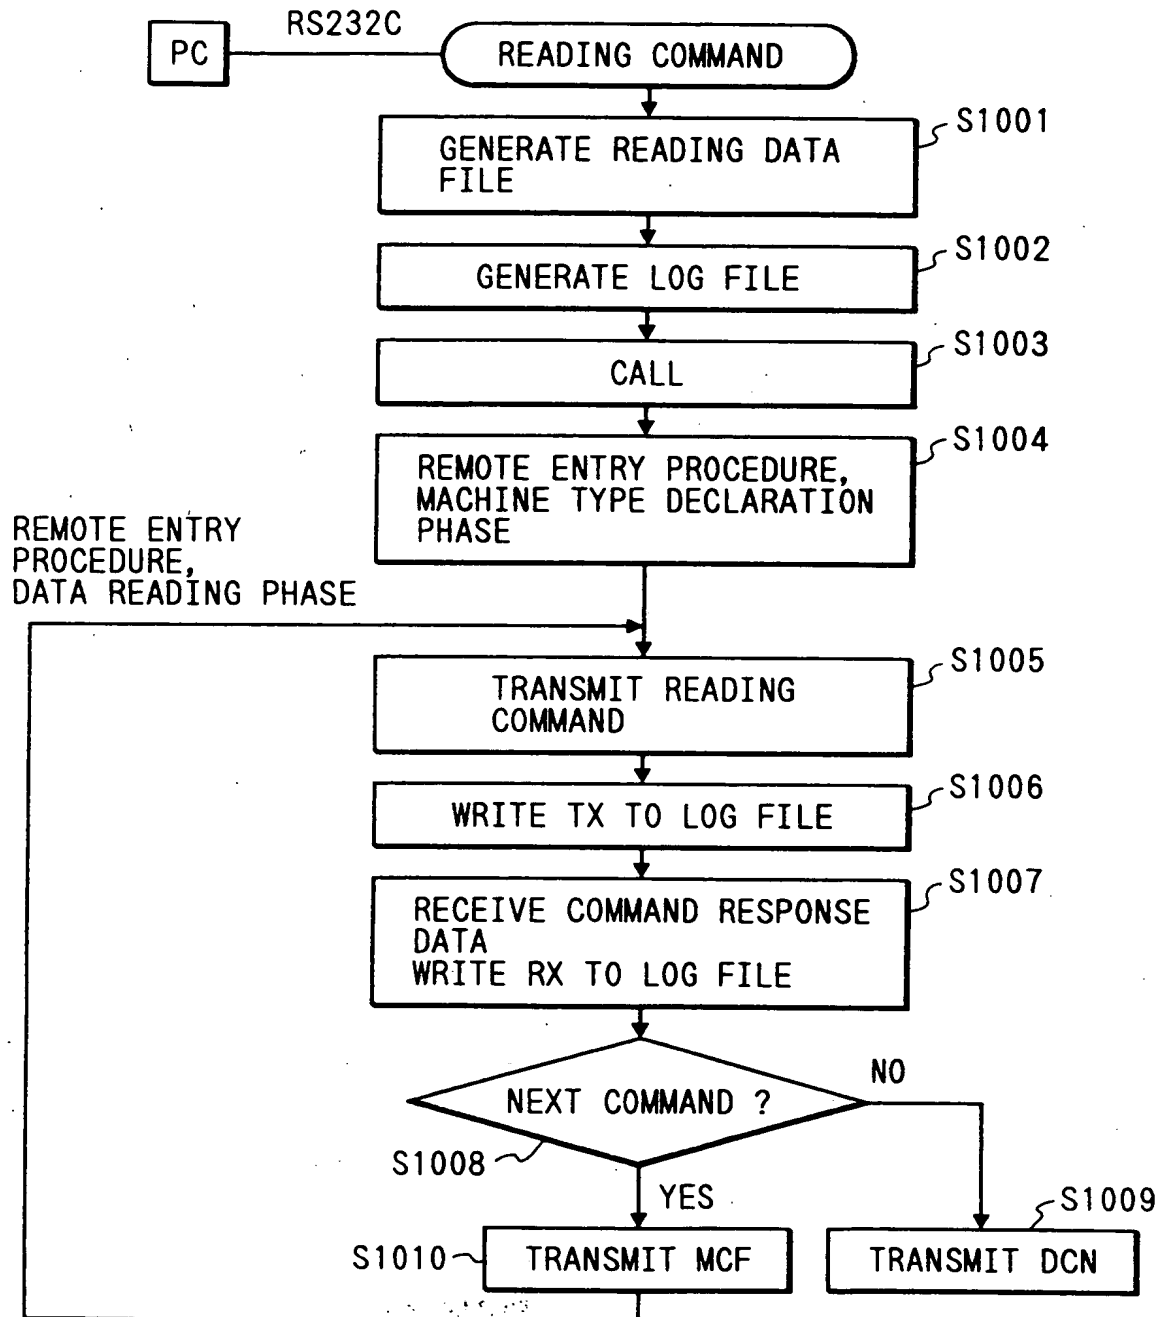 RS232C
PC
READING COMMAND
S1001
GENERATE READING DATA
FILE
S1002
GENERATE LOG FILE
S1003
CALL
S1004
REMOTE ENTRY PROCEDURE,
MACHINE TYPE DECLARATION
PHASE
REMOTE ENTRY
PROCEDURE,
DATA READING PHASE
S1005
TRANSMIT READING
COMMAND
S1006
WRITE TX TO LOG FILE
S1007
RECEIVE COMMAND RESPONSE
DATA
WRITE RX TO LOG FILE
NEXT COMMAND ?
NO
S1008
YES
S1009
S1010
TRANSMIT MCF
TRANSMIT DCN